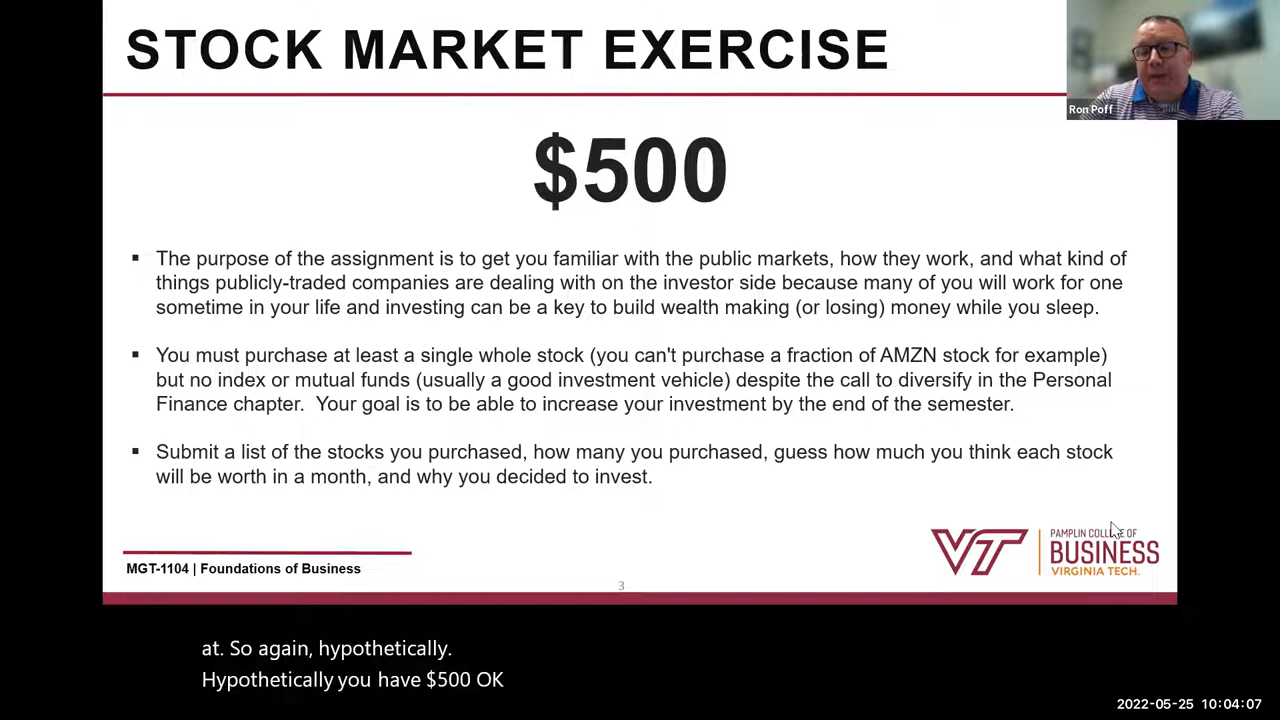 STOCK MARKET EXERCISE
Ron Poff
$500
▪ The purpose of the assignment is to get you familiar with the public markets, how they work, and what kind of
things publicly-traded companies are dealing with on the investor side because many of you will work for one
sometime in your life and investing can be a key to build wealth making (or losing) money while you sleep.
▪ You must purchase at least a single whole stock (you can't purchase a fraction of AMZN stock for example)
but no index or mutual funds (usually a good investment vehicle) despite the call to diversify in the Personal
Finance chapter.  Your goal is to be able to increase your investment by the end of the semester.
▪ Submit a list of the stocks you purchased, how many you purchased, guess how much you think each stock
will be worth in a month, and why you decided to invest.
MGT-1104 | Foundations of Business
3
VT
PAMPLIN COLLEGE OF
BUSINESS
VIRGINIA TECH.
at. So again, hypothetically.
Hypothetically you have $500 OK
2022-05-25 10:04:07